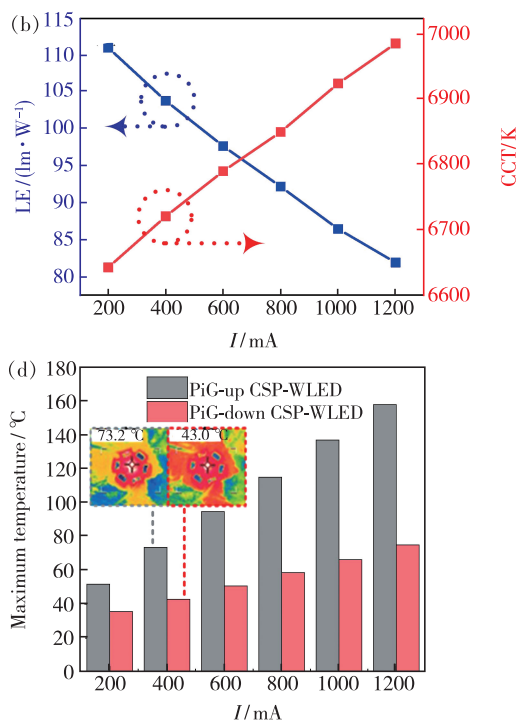 (b)
115
110
105
100
95
90
85
80
LE/(lm·W⁻¹)
7000
6900
6800
6700
6600
CCT/K
200 400 600 800 1000 1200
I/mA
(d)
180
160
140
120
100
80
60
40
20
0
Maximum temperature/℃
PiG-up CSP-WLED
PiG-down CSP-WLED
73.2 ℃ 43.0 ℃
200 400 600 800 1000 1200
I/mA